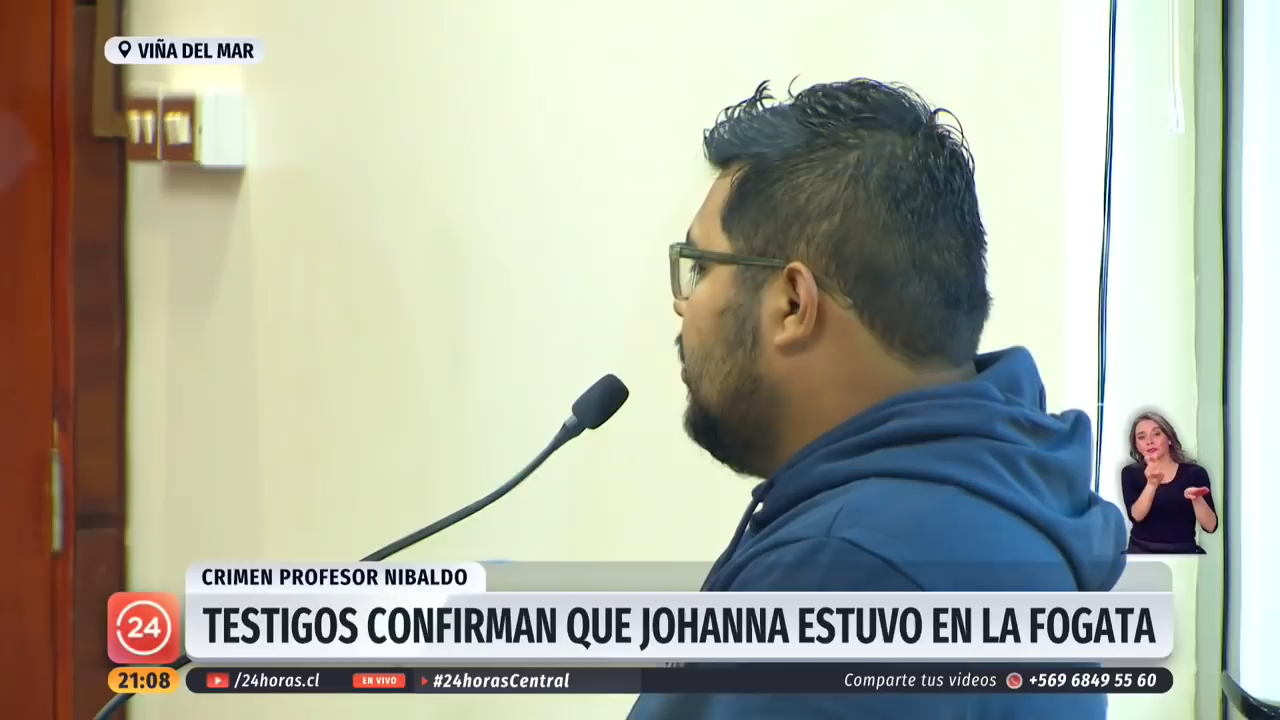 VIÑA DEL MAR
CRIMEN PROFESOR NIBALDO
24
TESTIGOS CONFIRMAN QUE JOHANNA ESTUVO EN LA FOGATA
21:08
/24horas.cl
EN VIVO
#24horasCentral
Comparte tus videos
+569 6849 55 60